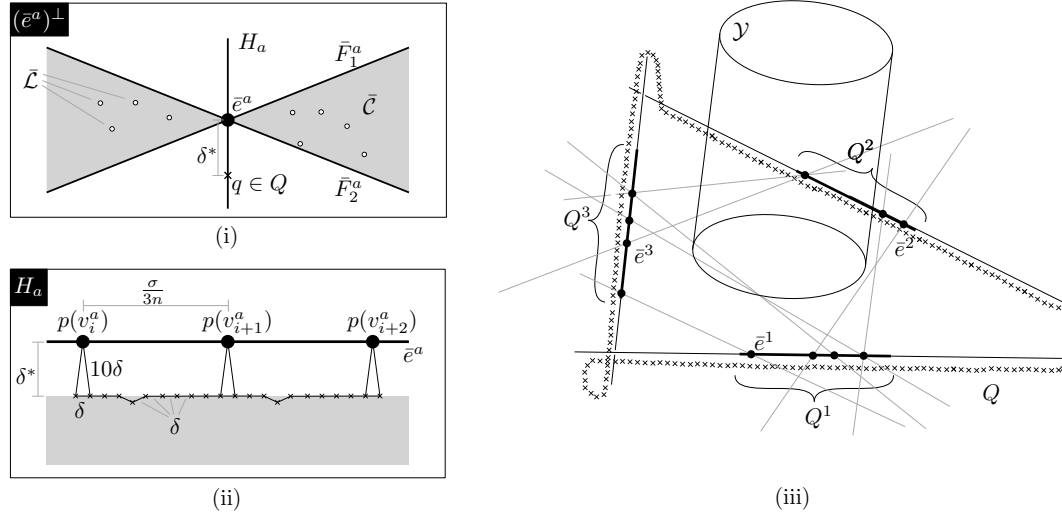 (ē^a)^⊥
H_a
F̄_1^a
L̄
ē^a
C̄
δ*
q ∈ Q
F̄_2^a
(i)
H_a
σ/3n
p(v_i^a)
p(v_{i+1}^a)
p(v_{i+2}^a)
ē^a
δ*
10δ
δ
δ
(ii)
Y
Q^2
Q^3
ē^3
ē^2
ē^1
Q
Q^1
(iii)